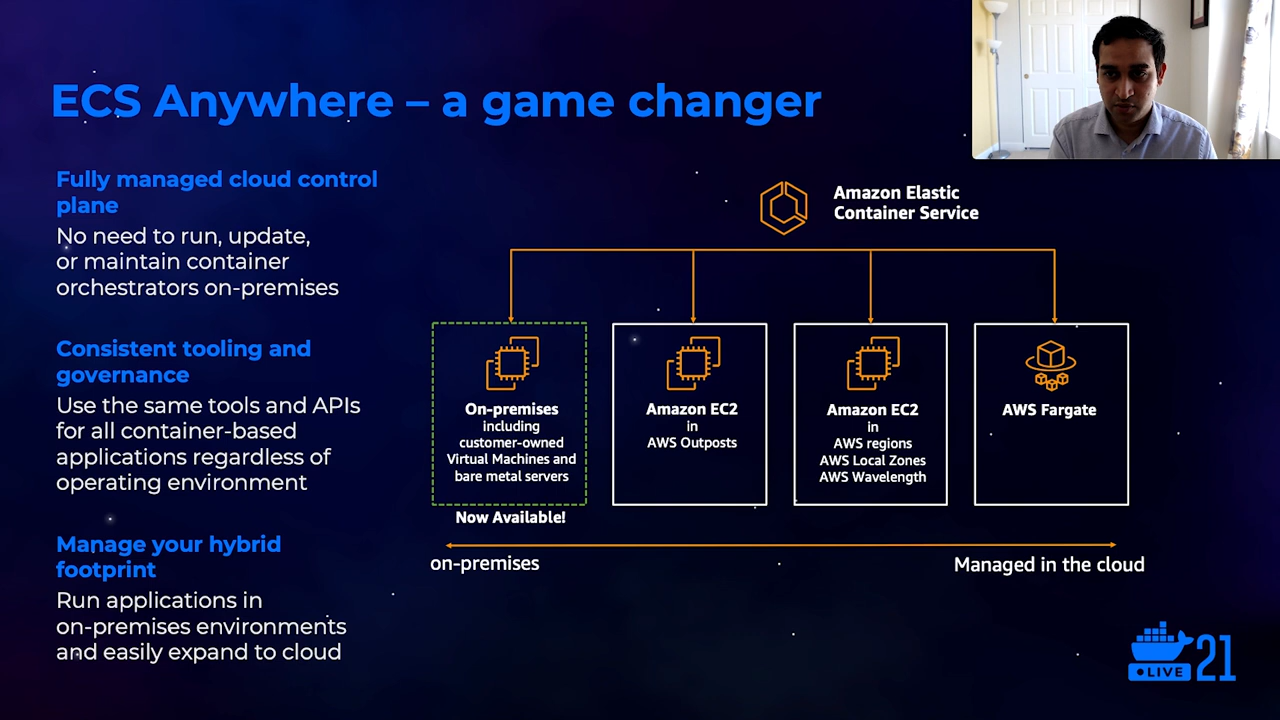 ECS Anywhere – a game changer
Fully managed cloud control
plane
No need to run, update,
or maintain container
orchestrators on-premises
Consistent tooling and
governance
Use the same tools and APIs
for all container-based
applications regardless of
operating environment
Manage your hybrid
footprint
Run applications in
on-premises environments
and easily expand to cloud
Amazon Elastic
Container Service
On-premises
including
customer-owned
Virtual Machines and
bare metal servers
Now Available!
Amazon EC2
in
AWS Outposts
Amazon EC2
in
AWS regions
AWS Local Zones
AWS Wavelength
AWS Fargate
on-premises
Managed in the cloud
LIVE 21